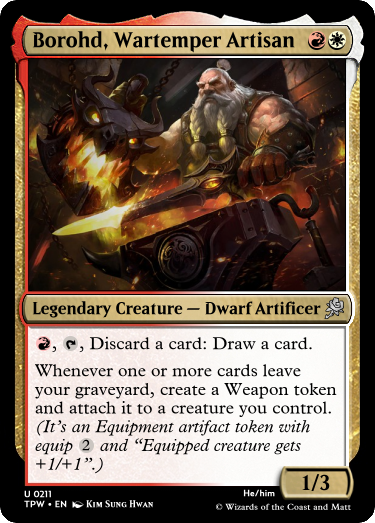 Borohd, Wartemper Artisan
Legendary Creature — Dwarf Artificer
, , Discard a card: Draw a card.
Whenever one or more cards leave
your graveyard, create a Weapon token
and attach it to a creature you control.
(It's an Equipment artifact token with
equip 2 and “Equipped creature gets
+1/+1”.)
1/3
U 0211
He/him
TPW • EN Kim Sung Hwan
© Wizards of the Coast and Matt